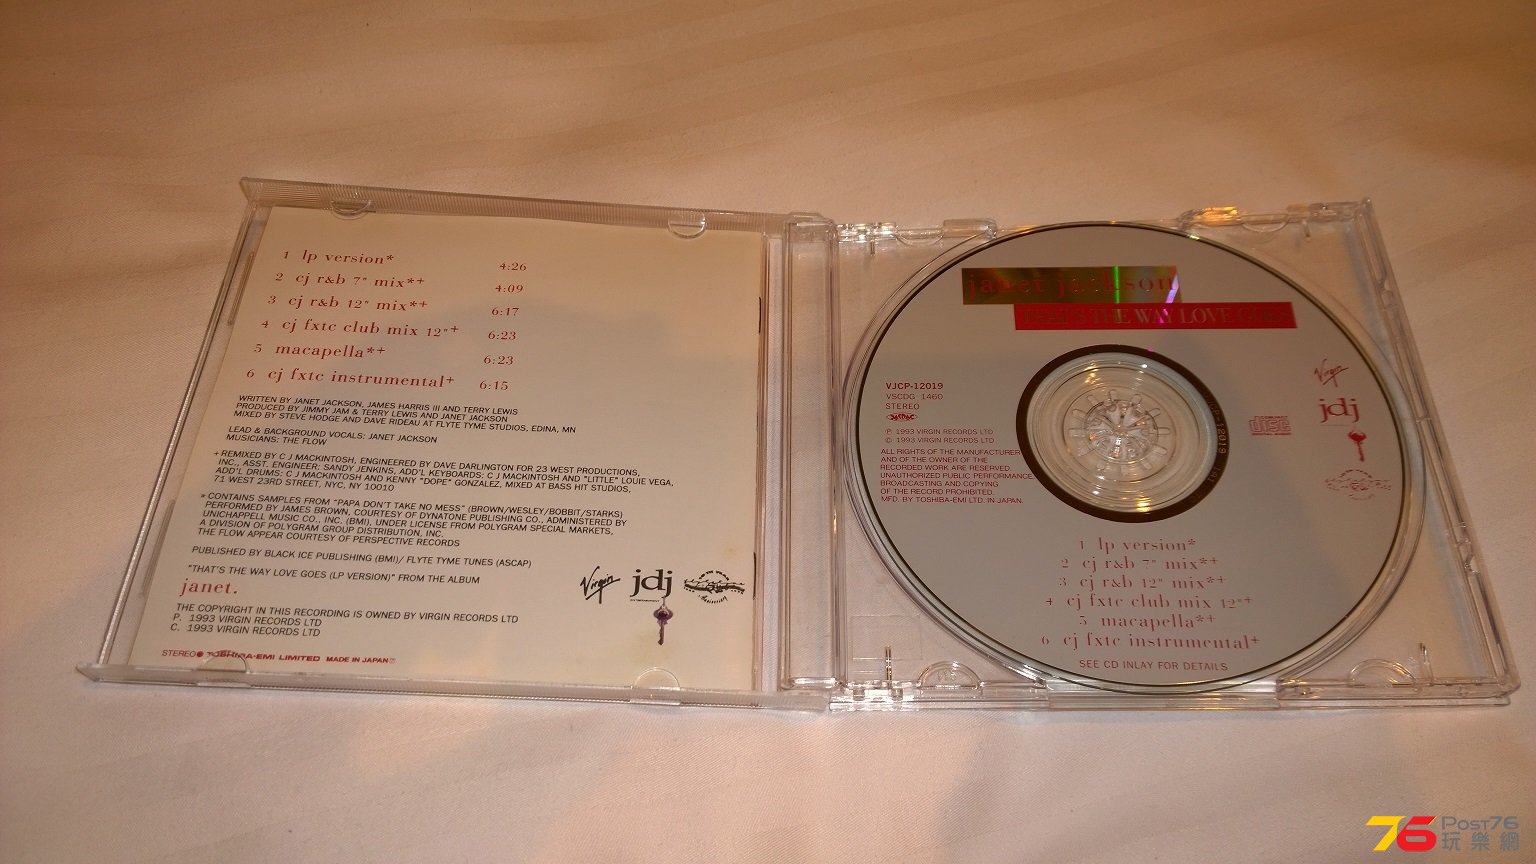 1 lp version* 4:26
2 cj r&b 7" mix*+ 4:09
3 cj r&b 12" mix*+ 6:17
4 cj fxtc club mix 12"+ 6:23
5 macapella*+ 6:23
6 cj fxtc instrumental+ 6:15
WRITTEN BY JANET JACKSON, JAMES HARRIS III AND TERRY LEWIS
PRODUCED BY JIMMY JAM & TERRY LEWIS AND JANET JACKSON
MIXED BY STEVE HODGE AND DAVE RIDEAU AT FLYTE TYME STUDIOS, EDINA, MN
LEAD & BACKGROUND VOCALS: JANET JACKSON
MUSICIANS: THE FLOW
+ REMIXED BY C J MACKINTOSH, ENGINEERED BY DAVE DARLINGTON FOR 23 WEST PRODUCTIONS,
INC., ASST. ENGINEER: SANDY JENKINS, ADD'L KEYBOARDS: C J MACKINTOSH AND "LITTLE" LOUIE VEGA,
ADD'L DRUMS: C J MACKINTOSH AND KENNY "DOPE" GONZALEZ, MIXED AT BASS HIT STUDIOS,
71 WEST 23RD STREET, NYC, NY 10010
* CONTAINS SAMPLES FROM "PAPA DON'T TAKE NO MESS" (BROWN/WESLEY/BOBBIT/STARKS)
PERFORMED BY JAMES BROWN, COURTESY OF DYNATONE PUBLISHING CO., ADMINISTERED BY
UNICHAPPELL MUSIC CO., INC. (BMI), UNDER LICENSE FROM POLYGRAM SPECIAL MARKETS,
A DIVISION OF POLYGRAM GROUP DISTRIBUTION, INC.
THE FLOW APPEAR COURTESY OF PERSPECTIVE RECORDS
PUBLISHED BY BLACK ICE PUBLISHING (BMI)/ FLYTE TYME TUNES (ASCAP)
"THAT'S THE WAY LOVE GOES (LP VERSION)" FROM THE ALBUM
janet.
THE COPYRIGHT IN THIS RECORDING IS OWNED BY VIRGIN RECORDS LTD
P. 1993 VIRGIN RECORDS LTD
C. 1993 VIRGIN RECORDS LTD
Virgin jdj
STEREO TOSHIBA-EMI LIMITED MADE IN JAPAN
janet jackson
THAT'S THE WAY LOVE GOES
VJCP-12019
VSCDG 1460
STEREO
℗ 1993 VIRGIN RECORDS LTD
© 1993 VIRGIN RECORDS LTD
ALL RIGHTS OF THE MANUFACTURER
AND OF THE OWNER OF THE
RECORDED WORK ARE RESERVED.
UNAUTHORIZED PUBLIC PERFORMANCE,
BROADCASTING AND COPYING
OF THE RECORD PROHIBITED.
MFD. BY TOSHIBA-EMI LTD. IN JAPAN.
COMPACT
DISC
DIGITAL AUDIO
Virgin
jdj
1 lp version*
2 cj r&b 7" mix*+
3 cj r&b 12" mix*+
4 cj fxtc club mix 12"+
5 macapella*+
6 cj fxtc instrumental+
SEE CD INLAY FOR DETAILS
76 POST76
玩樂網